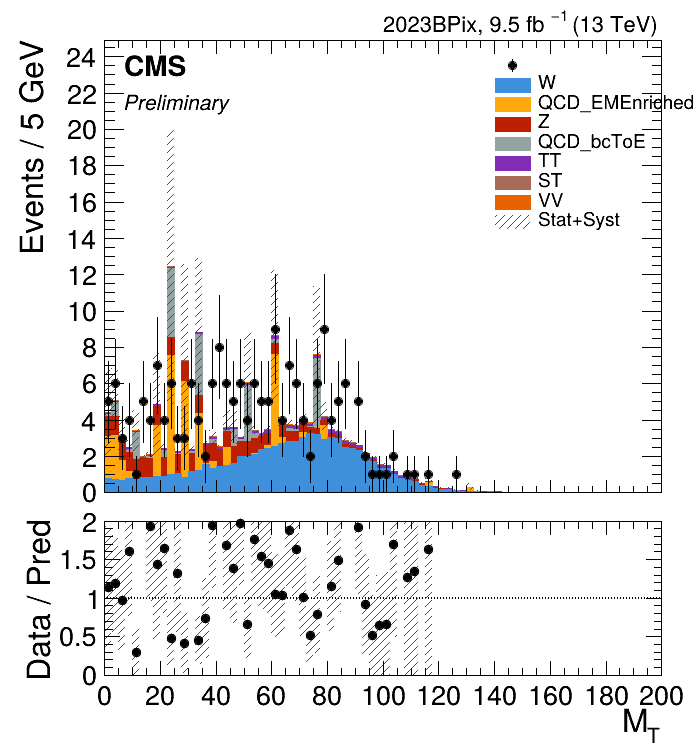 2023BPix, 9.5 fb ⁻¹ (13 TeV)
Events / 5 GeV
24
22
20
18
16
14
12
10
8
6
4
2
0
CMS
Preliminary
W
QCD_EMEnriched
Z
QCD_bcToE
TT
ST
VV
Stat+Syst
Data / Pred
2
1.5
1
0.5
0
0 20 40 60 80 100 120 140 160 180 200
M_T